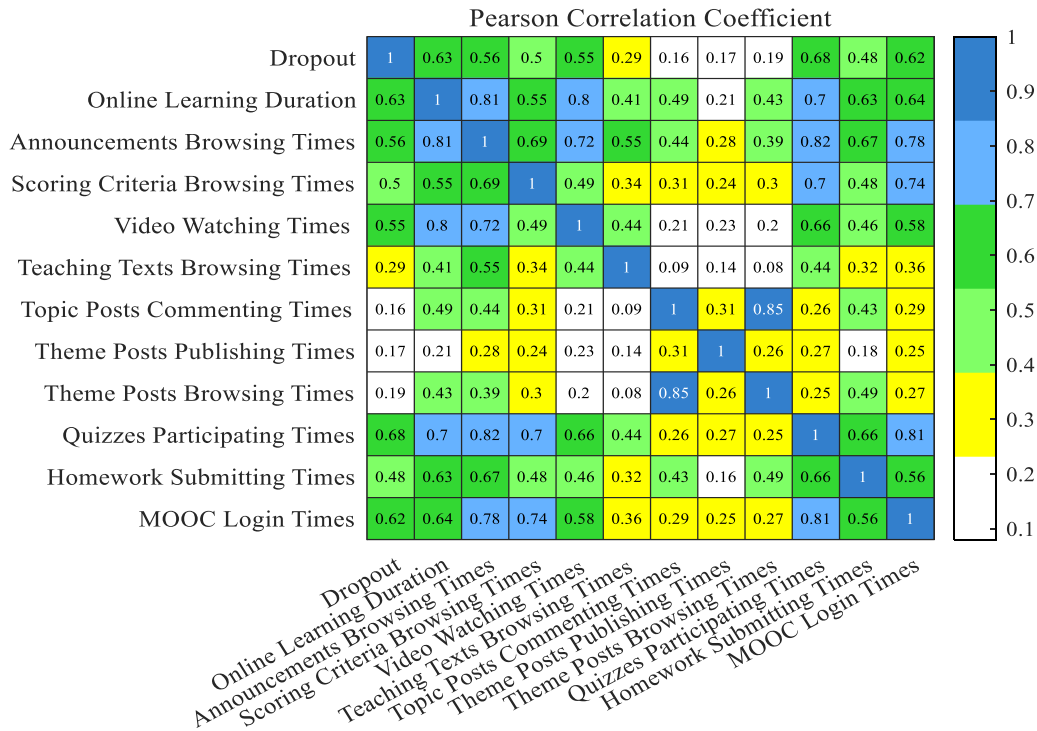 Pearson Correlation Coefficient
Dropout 1 0.63 0.56 0.5 0.55 0.29 0.16 0.17 0.19 0.68 0.48 0.62
Online Learning Duration 0.63 1 0.81 0.55 0.8 0.41 0.49 0.21 0.43 0.7 0.63 0.64
Announcements Browsing Times 0.56 0.81 1 0.69 0.72 0.55 0.44 0.28 0.39 0.82 0.67 0.78
Scoring Criteria Browsing Times 0.5 0.55 0.69 1 0.49 0.34 0.31 0.24 0.3 0.7 0.48 0.74
Video Watching Times 0.55 0.8 0.72 0.49 1 0.44 0.21 0.23 0.2 0.66 0.46 0.58
Teaching Texts Browsing Times 0.29 0.41 0.55 0.34 0.44 1 0.09 0.14 0.08 0.44 0.32 0.36
Topic Posts Commenting Times 0.16 0.49 0.44 0.31 0.21 0.09 1 0.31 0.85 0.26 0.43 0.29
Theme Posts Publishing Times 0.17 0.21 0.28 0.24 0.23 0.14 0.31 1 0.26 0.27 0.18 0.25
Theme Posts Browsing Times 0.19 0.43 0.39 0.3 0.2 0.08 0.85 0.26 1 0.25 0.49 0.27
Quizzes Participating Times 0.68 0.7 0.82 0.7 0.66 0.44 0.26 0.27 0.25 1 0.66 0.81
Homework Submitting Times 0.48 0.63 0.67 0.48 0.46 0.32 0.43 0.16 0.49 0.66 1 0.56
MOOC Login Times 0.62 0.64 0.78 0.74 0.58 0.36 0.29 0.25 0.27 0.81 0.56 1
1
0.9
0.8
0.7
0.6
0.5
0.4
0.3
0.2
0.1
Dropout
Online Learning Duration
Announcements Browsing Times
Scoring Criteria Browsing Times
Video Watching Times
Teaching Texts Browsing Times
Topic Posts Commenting Times
Theme Posts Publishing Times
Theme Posts Browsing Times
Quizzes Participating Times
Homework Submitting Times
MOOC Login Times